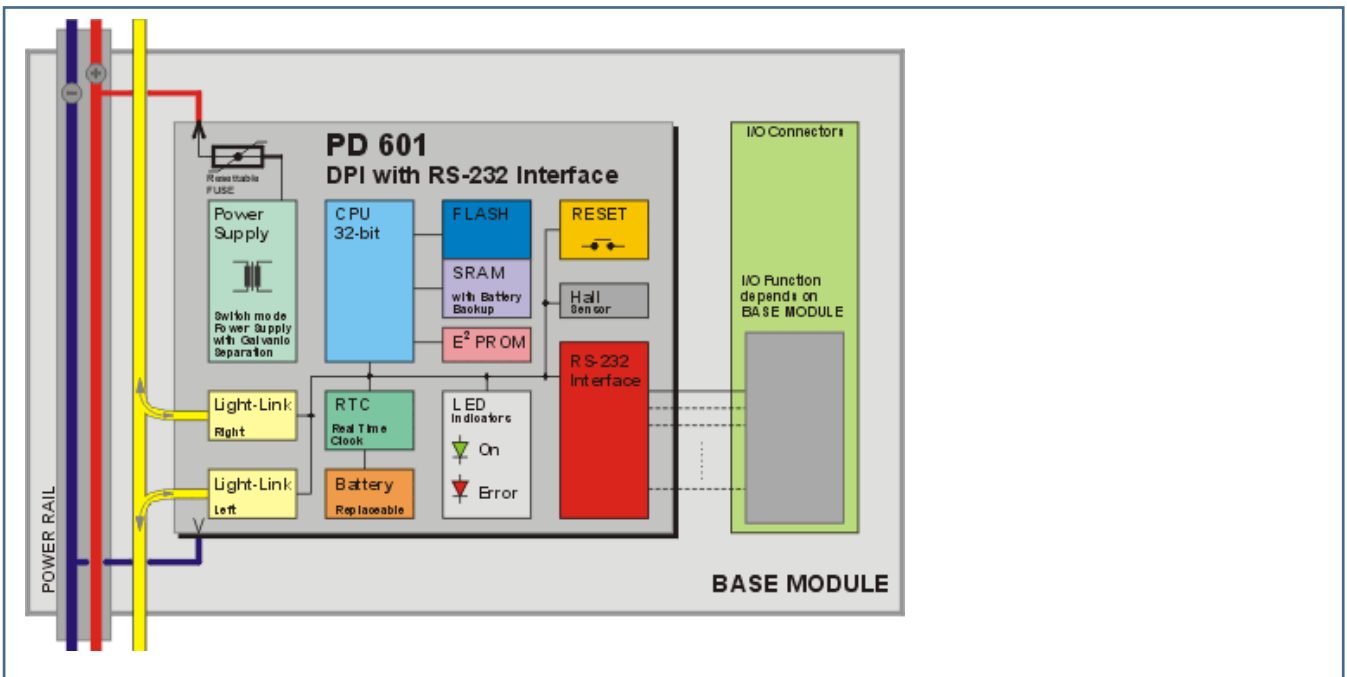 PD 601
DPI with RS-232 Interface
Resettable
FUSE
Power
Supply
Switch mode
Power Supply
with Galvanic
Separation
CPU
32-bit
FLASH
SRAM
with Battery
Backup
E² PROM
RESET
Hall
Sensor
RS-232
Interface
Light-Link
Right
Light-Link
Left
RTC
Real Time
Clock
Battery
Replaceable
LED
Indicators
On
Error
I/O Connectors
I/O Function
depends on
BASE MODULE
POWER RAIL
BASE MODULE